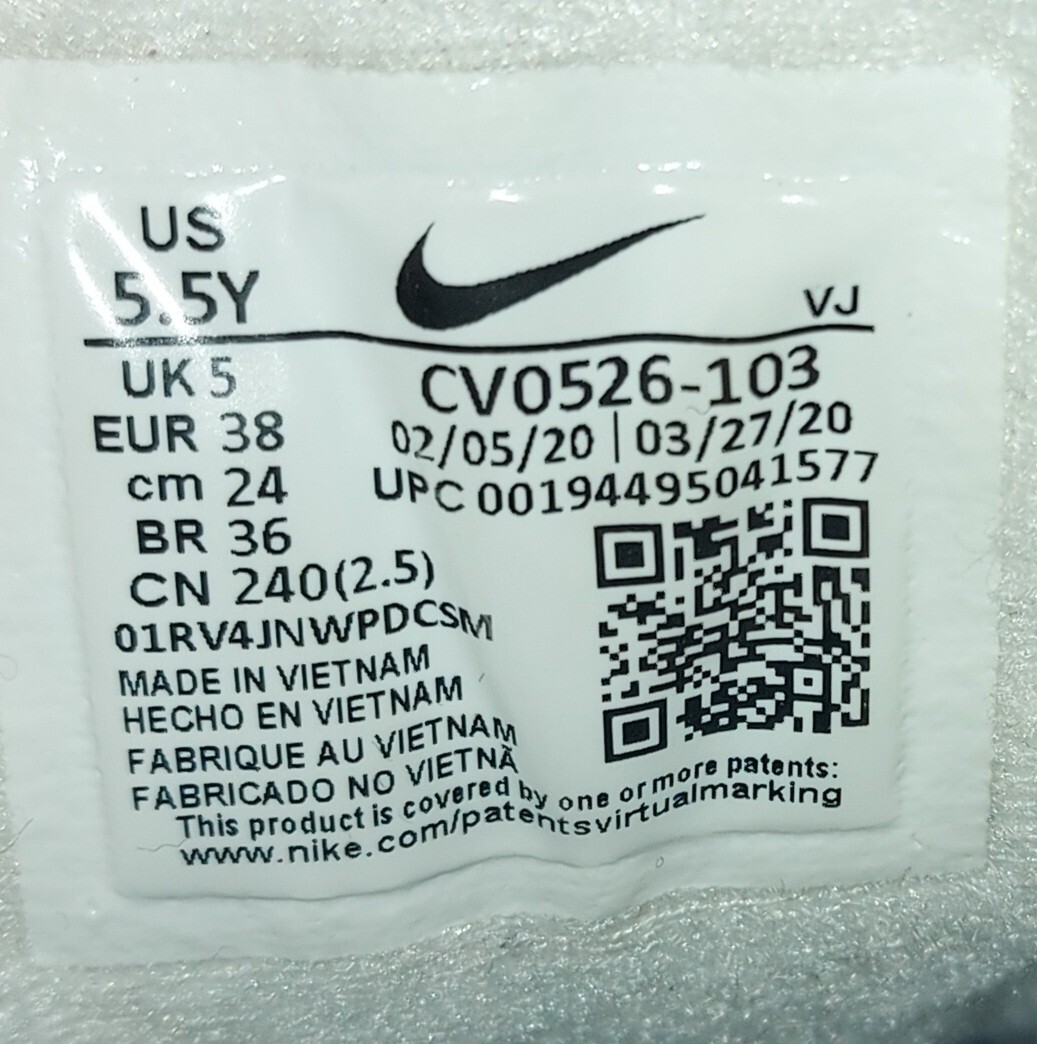 US
5.5Y
VJ
UK 5
EUR 38
cm 24
BR 36
CN 240(2.5)
CV0526-103
02/05/20 | 03/27/20
UPC 00194495041577
01RV4JNWPDCSM
MADE IN VIETNAM
HECHO EN VIETNAM
FABRIQUE AU VIETNAM
FABRICADO NO VIETNÃ
This product is covered by one or more patents:
www.nike.com/patentsvirtualmarking